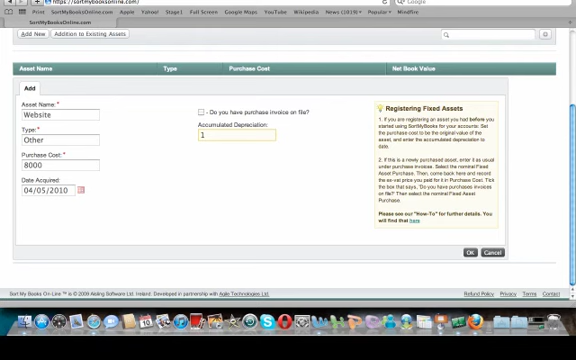 https://sortmybooksonline.com/
Google
Print SortMyBooksOnline.com Apple Yahoo! Stage1 Full Screen Google Maps YouTube Wikipedia News (1019) Popular Mindfire
SortMyBooksOnline.com
Add New Addition to Existing Assets
Asset Name Type Purchase Cost Net Book Value
Add
Asset Name: *
Website
Type: *
Other
Purchase Cost: *
8000
Date Acquired:
04/05/2010
- Do you have purchase invoice on file?
Accumulated Depreciation:
1
Registering Fixed Assets
1. If you are registering an asset you had before you
started using SortMyBooks for your accounts: Set
the purchase cost to be the original value of the
asset, and enter the accumulated depreciation to
date.
2. If this is a newly purchased asset, enter it as usual
under purchase invoice. Select the nominal Fixed
Asset Purchase. Then, come back here and record
the ex-vat price you paid for it in Purchase Cost. Tick
the box that says, 'Do you have purchases invoices
on file? Then select the nominal Fixed Asset
Purchase.
Please see our "How-To" for further details. You
will find that here
OK Cancel
Sort My Books On-Line ™ is © 2009 Aisling Software Ltd. Ireland. Developed in partnership with Agile Technologies Ltd.
Refund Policy Privacy Terms Contact